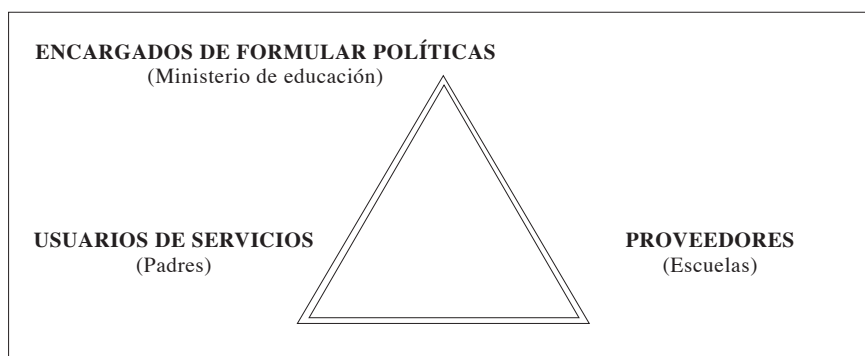 ENCARGADOS DE FORMULAR POLÍTICAS
(Ministerio de educación)
USUARIOS DE SERVICIOS
(Padres)
PROVEEDORES
(Escuelas)